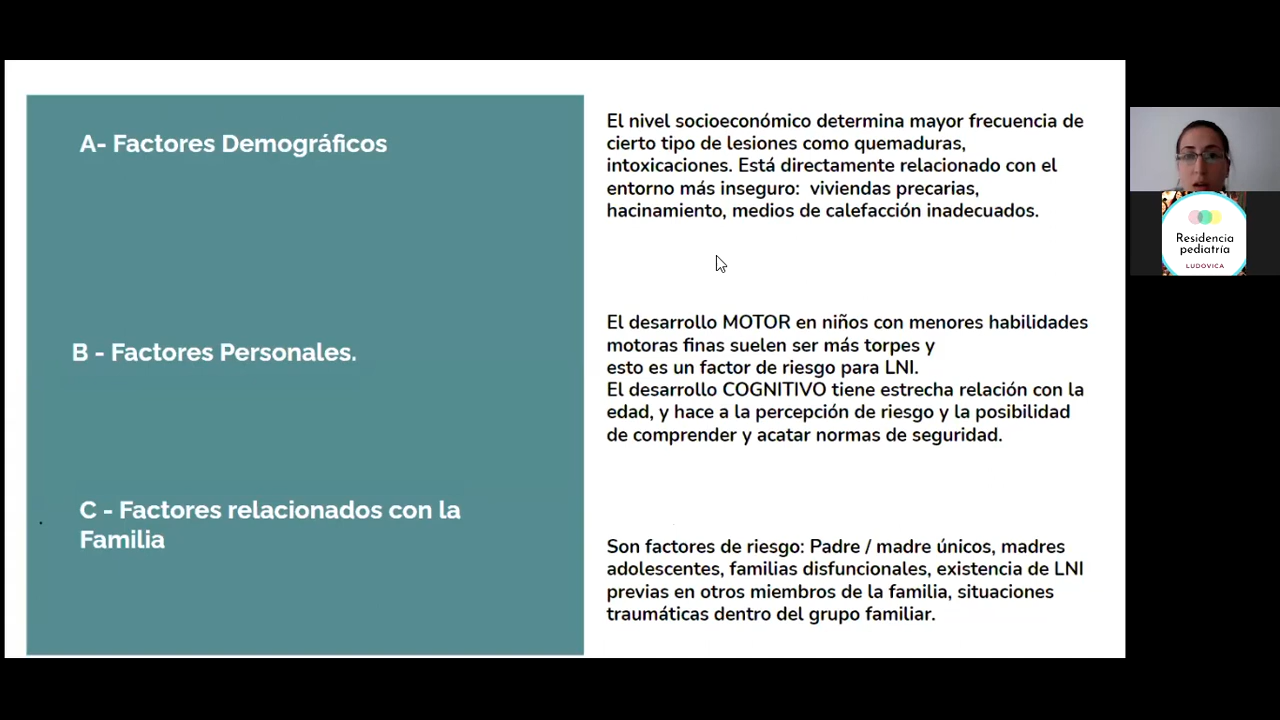 A- Factores Demográficos
El nivel socioeconómico determina mayor frecuencia de
cierto tipo de lesiones como quemaduras,
intoxicaciones. Está directamente relacionado con el
entorno más inseguro:  viviendas precarias,
hacinamiento, medios de calefacción inadecuados.
B - Factores Personales.
El desarrollo MOTOR en niños con menores habilidades
motoras finas suelen ser más torpes y
esto es un factor de riesgo para LNI.
El desarrollo COGNITIVO tiene estrecha relación con la
edad, y hace a la percepción de riesgo y la posibilidad
de comprender y acatar normas de seguridad.
C - Factores relacionados con la
Familia
Son factores de riesgo: Padre / madre únicos, madres
adolescentes, familias disfuncionales, existencia de LNI
previas en otros miembros de la familia, situaciones
traumáticas dentro del grupo familiar.
Residencia
pediatría
LUDOVICA